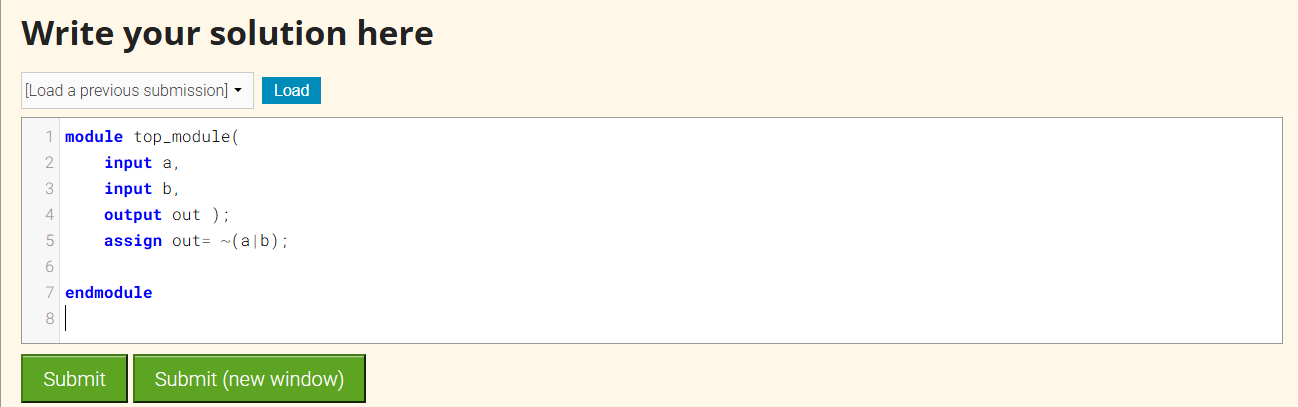 Write your solution here
[Load a previous submission] Load
1 module top_module(
2 input a,
3 input b,
4 output out );
5 assign out= ~(a|b);
6
7 endmodule
8
Submit Submit (new window)